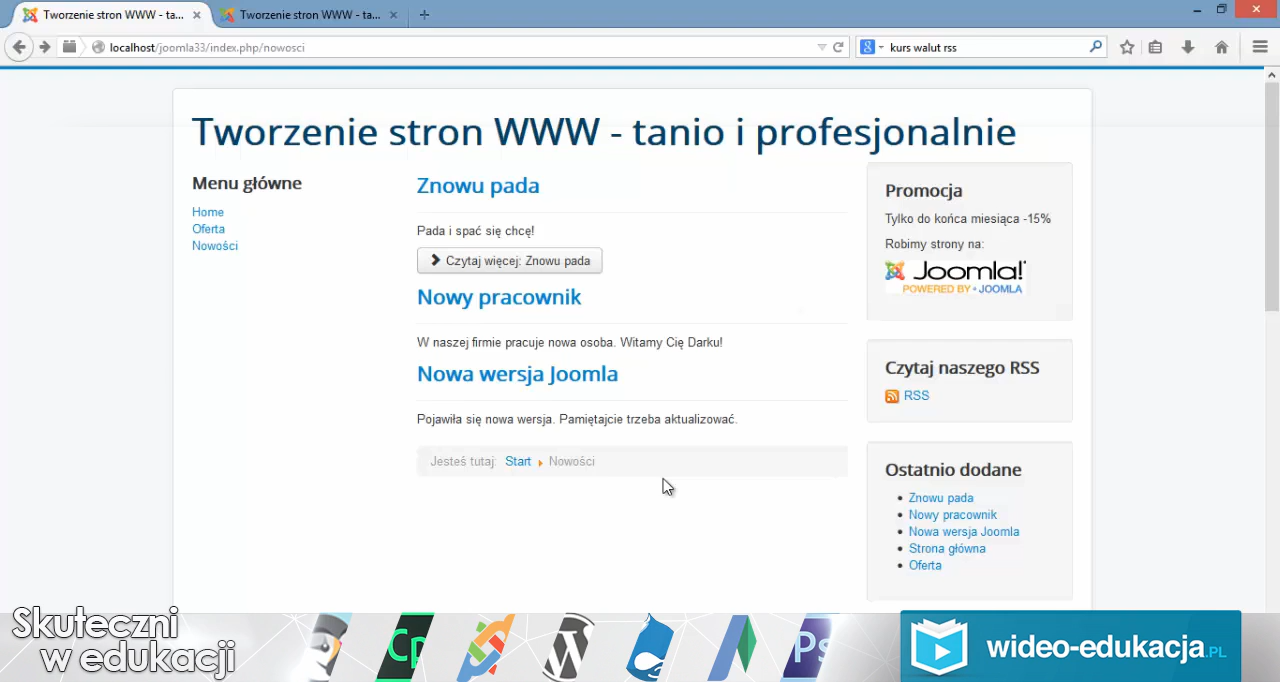 Tworzenie stron WWW - ta...
Tworzenie stron WWW - ta...
localhost/joomla33/index.php/nowosci
kurs walut rss
Tworzenie stron WWW - tanio i profesjonalnie
Menu główne
Home
Oferta
Nowości
Znowu pada
Pada i spać się chcę!
Czytaj więcej: Znowu pada
Nowy pracownik
W naszej firmie pracuje nowa osoba. Witamy Cię Darku!
Nowa wersja Joomla
Pojawiła się nowa wersja. Pamiętajcie trzeba aktualizować.
Jesteś tutaj: Start Nowości
Promocja
Tylko do końca miesiąca -15%
Robimy strony na:
Joomla!
POWERED BY JOOMLA
Czytaj naszego RSS
RSS
Ostatnio dodane
Znowu pada
Nowy pracownik
Nowa wersja Joomla
Strona główna
Oferta
Skuteczni
w edukacji
Cp
Ps
wideo-edukacja.PL